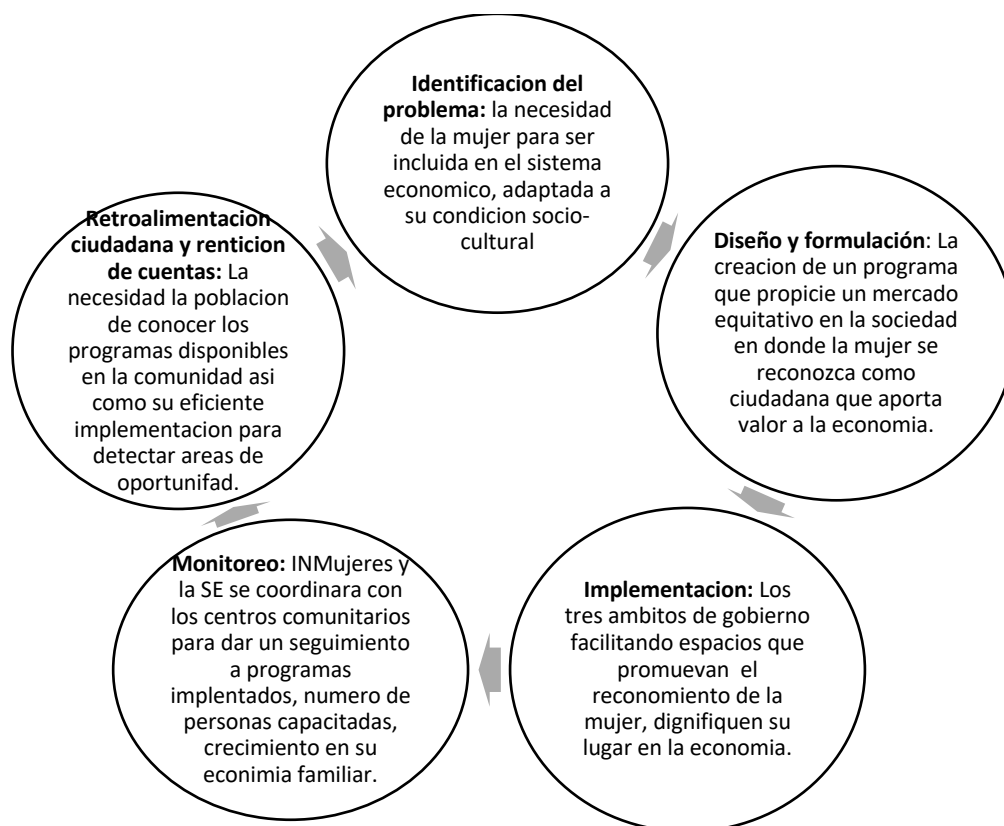 Identificacion del
problema: la necesidad
de la mujer para ser
incluida en el sistema
economico, adaptada a
su condicion socio-
cultural
Diseño y formulación: La
creacion de un programa
que propicie un mercado
equitativo en la sociedad
en donde la mujer se
reconozca como
ciudadana que aporta
valor a la economia.
Implementacion: Los
tres ambitos de gobierno
facilitando espacios que
promuevan el
reconomiento de la
mujer, dignifiquen su
lugar en la economia.
Monitoreo: INMujeres y
la SE se coordinara con
los centros comunitarios
para dar un seguimiento
a programas
implentados, numero de
personas capacitadas,
crecimiento en su
econimia familiar.
Retroalimentacion
ciudadana y renticion
de cuentas: La
necesidad la poblacion
de conocer los
programas disponibles
en la comunidad asi
como su eficiente
implementacion para
detectar areas de
oportunifad.